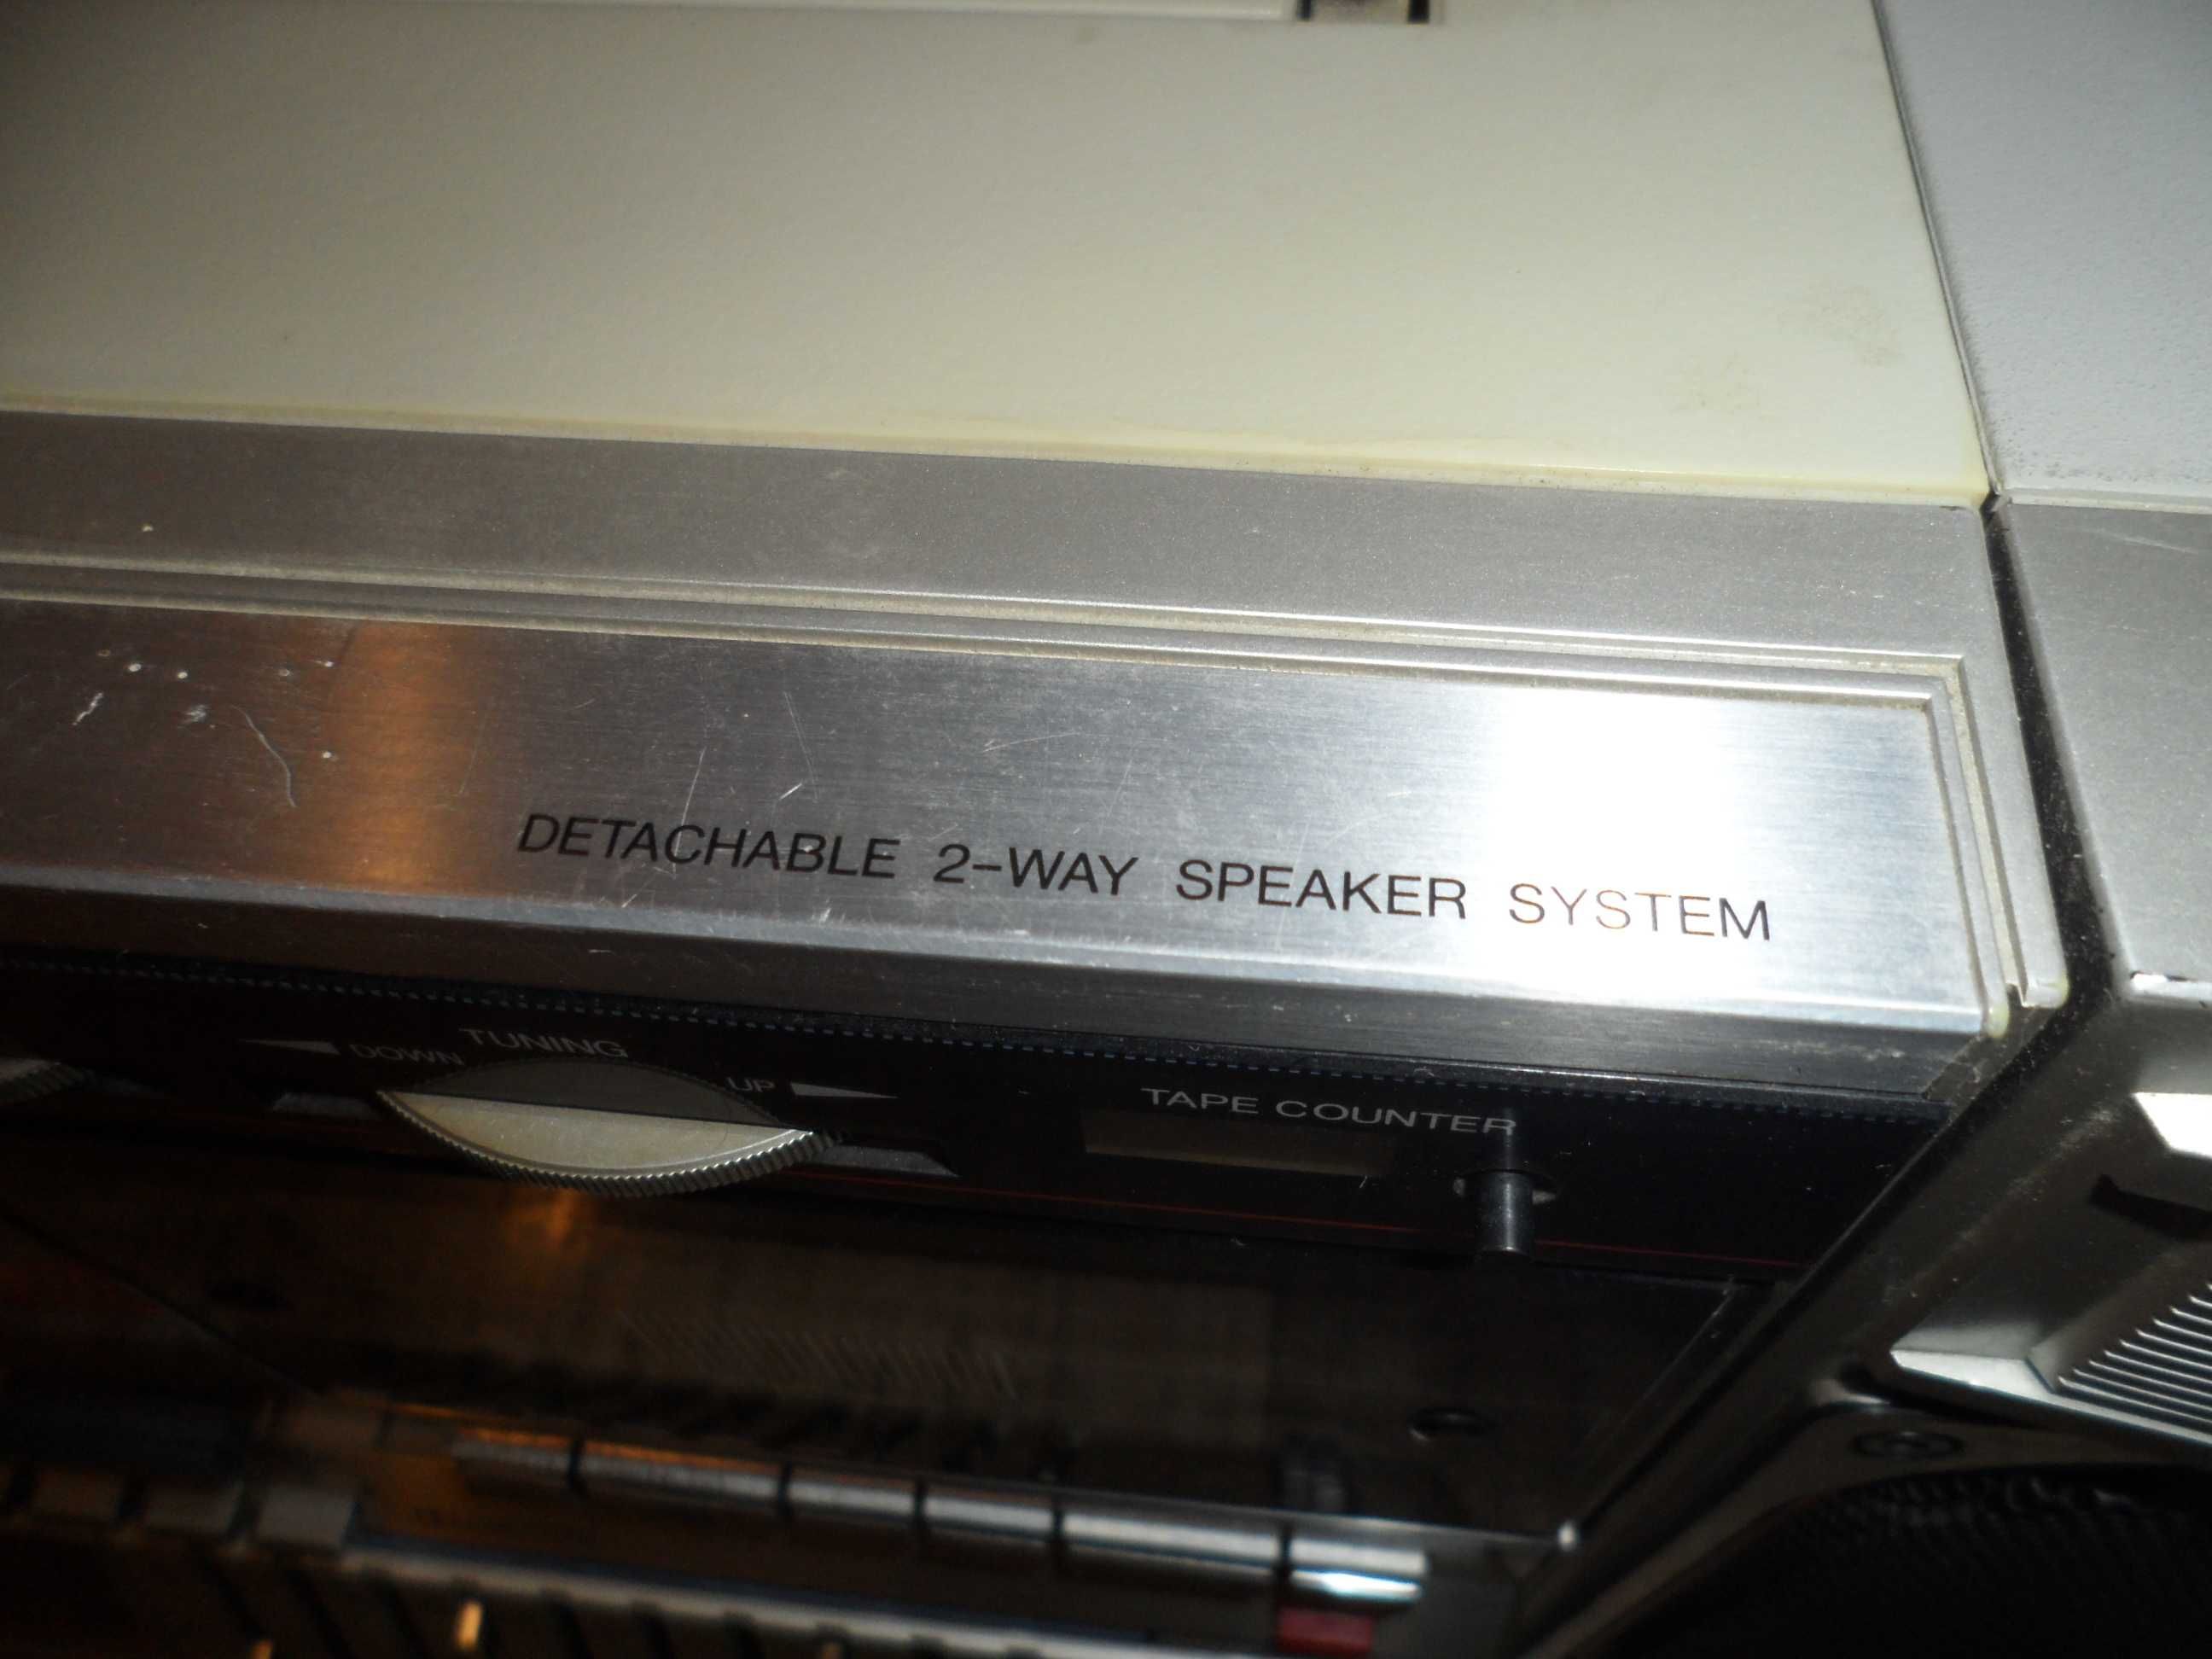 DETACHABLE 2-WAY SPEAKER SYSTEM
TUNING
DOWN
UP
TAPE COUNTER